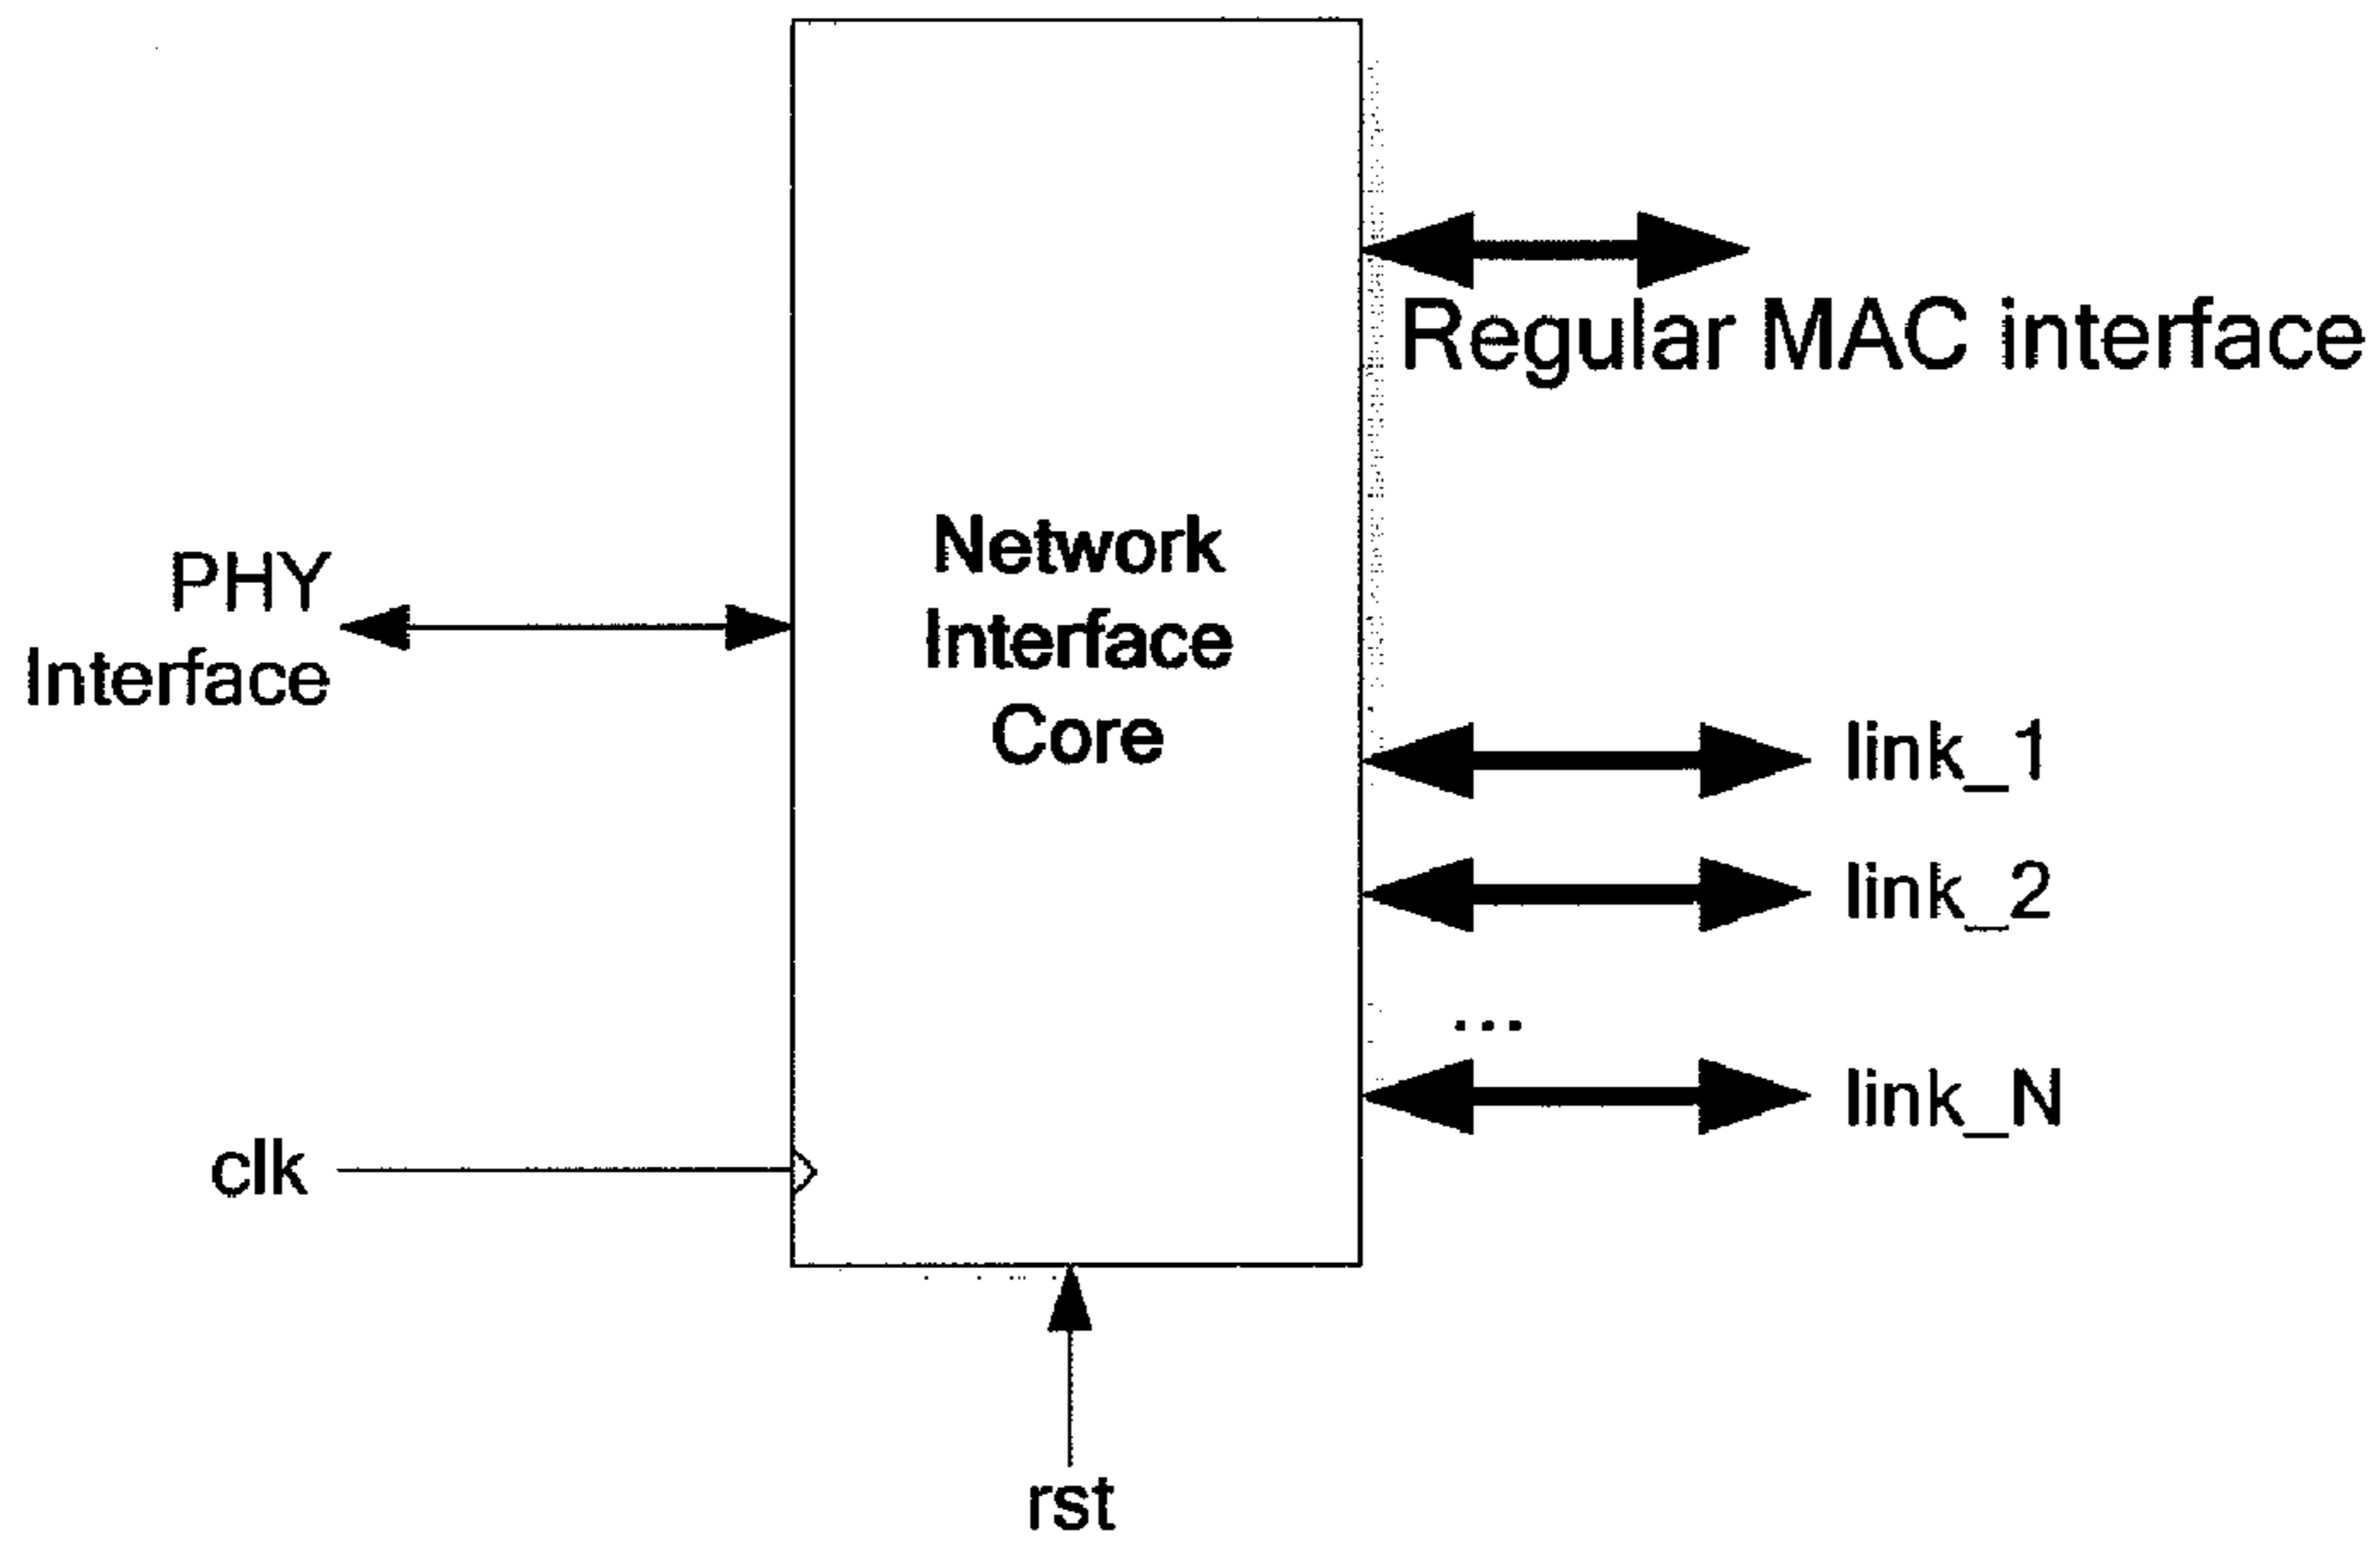 Regular MAC interface
Network
Interface
Core
PHY
Interface
link_1
link_2
...
link_N
clk
rst